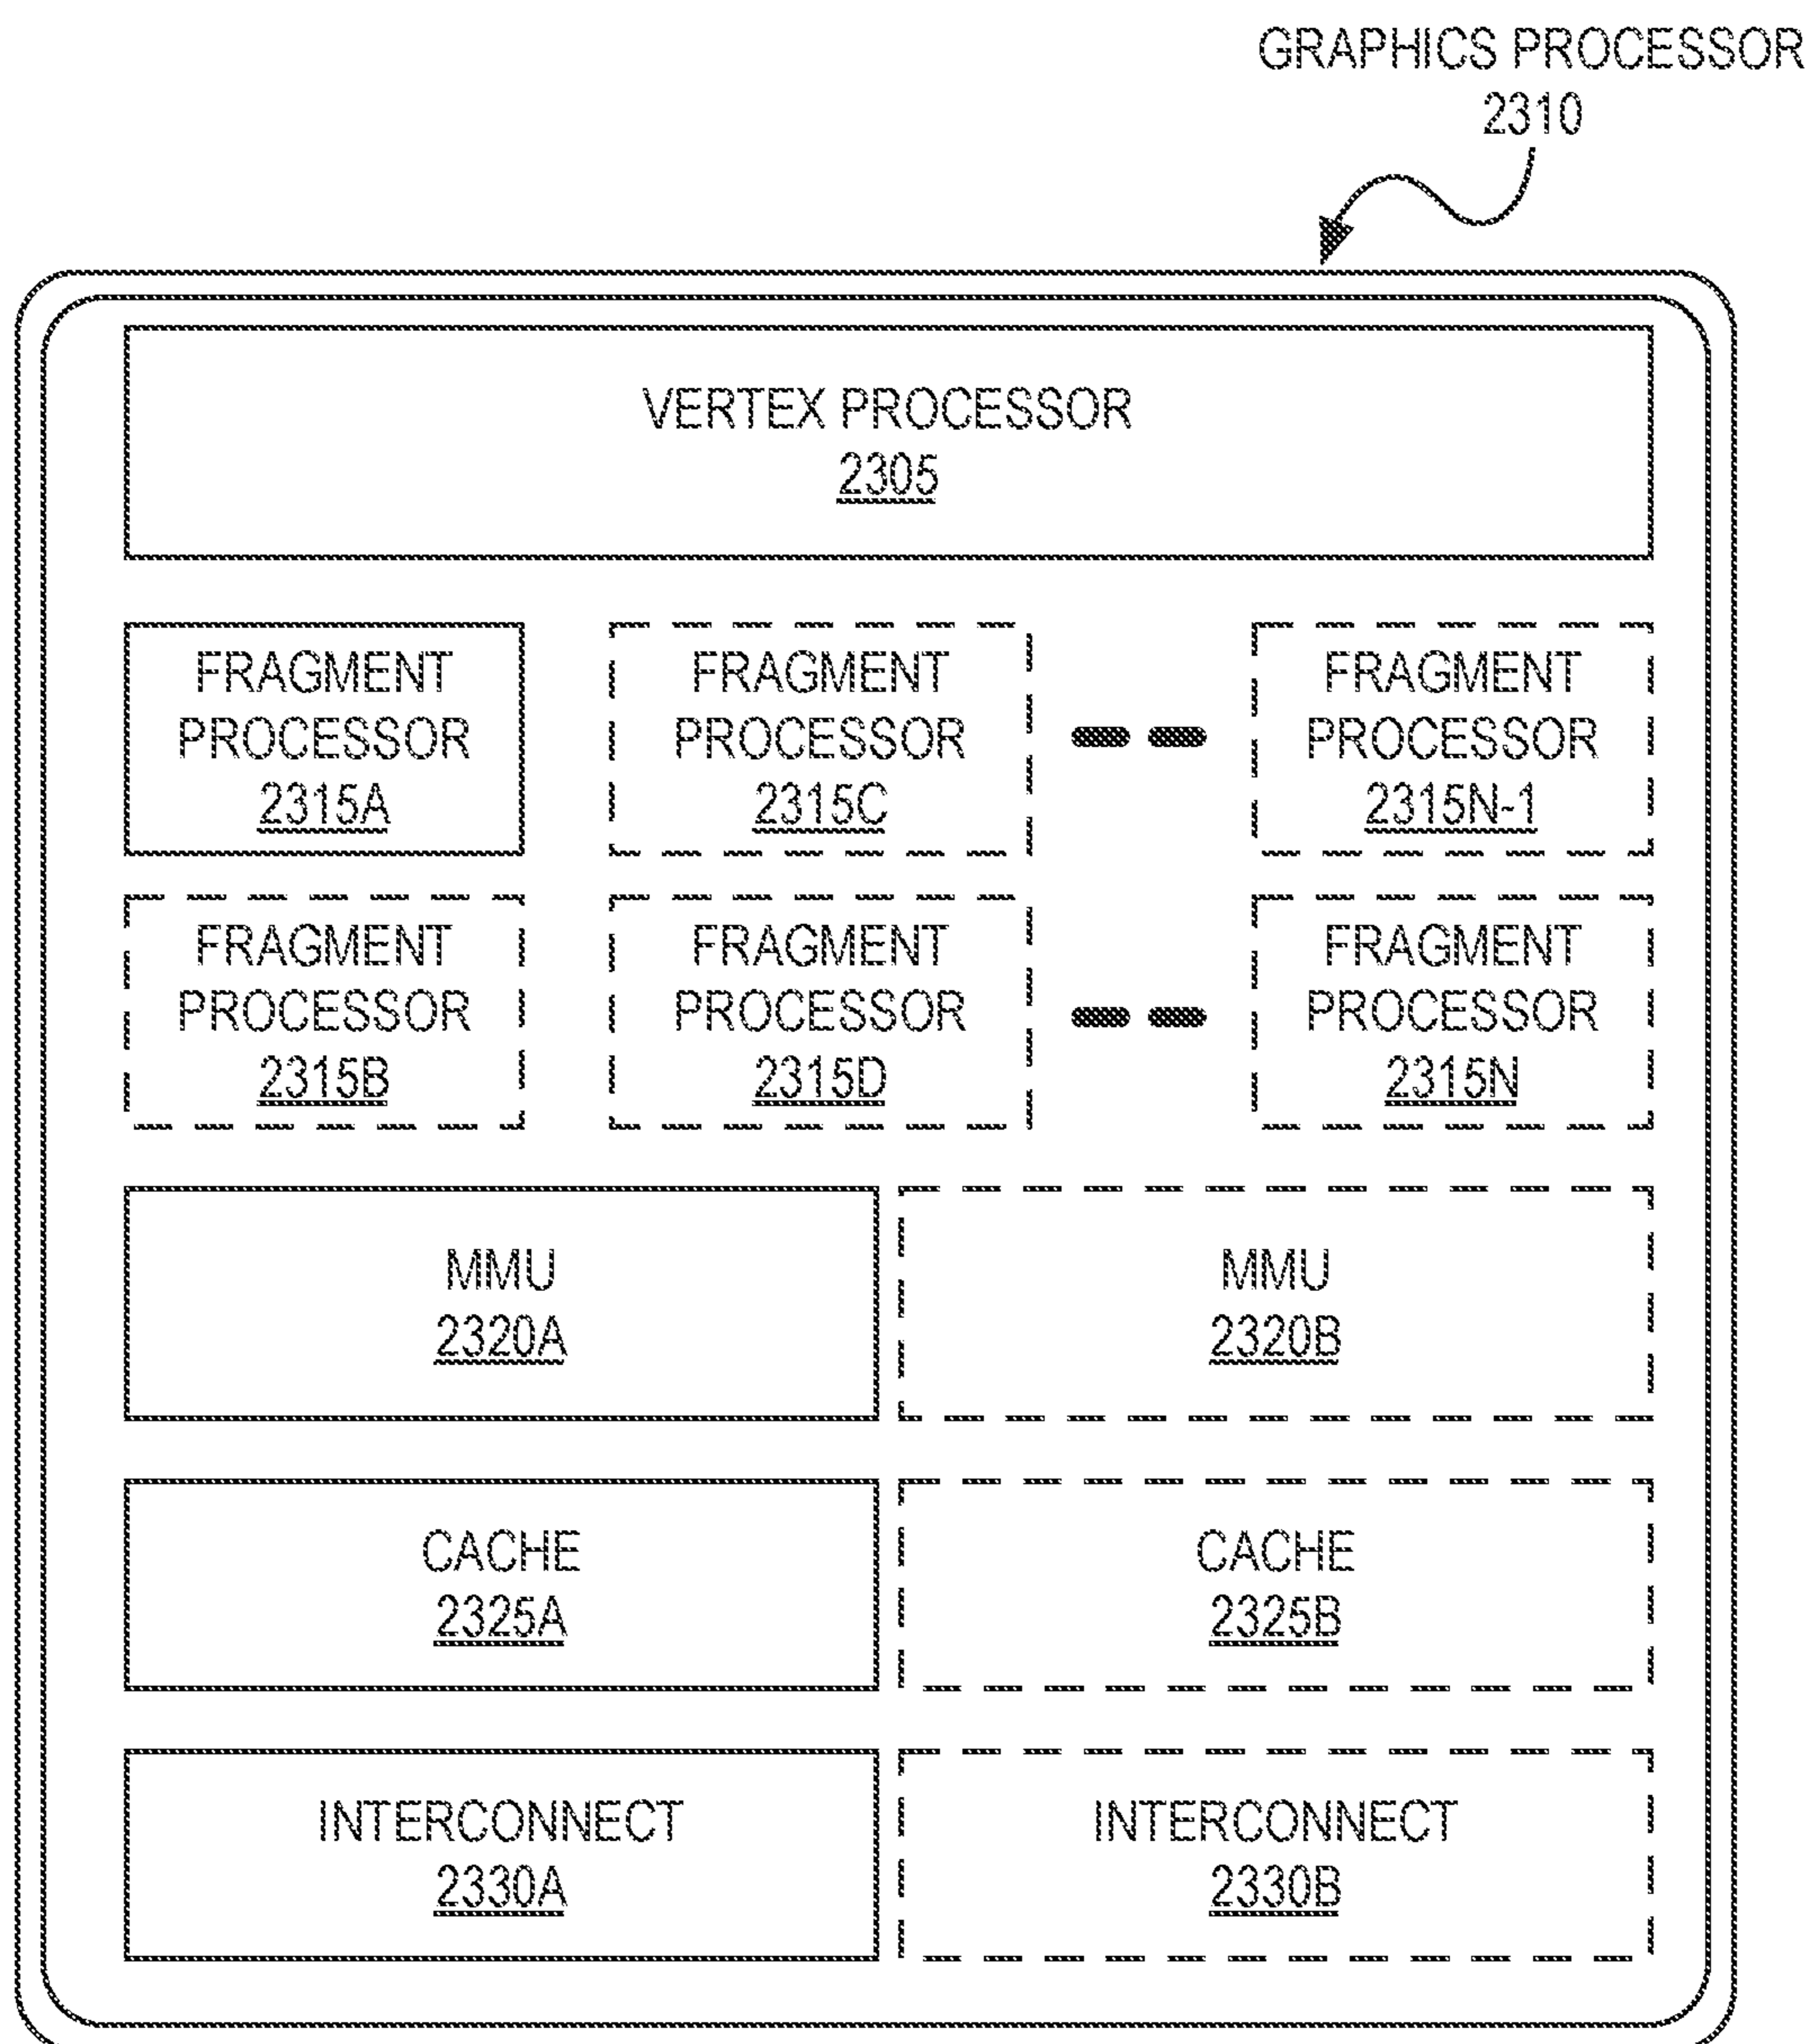 GRAPHICS PROCESSOR
2310
VERTEX PROCESSOR
2305
FRAGMENT
PROCESSOR
2315A
FRAGMENT
PROCESSOR
2315C
FRAGMENT
PROCESSOR
2315N-1
FRAGMENT
PROCESSOR
2315B
FRAGMENT
PROCESSOR
2315D
FRAGMENT
PROCESSOR
2315N
MMU
2320A
MMU
2320B
CACHE
2325A
CACHE
2325B
INTERCONNECT
2330A
INTERCONNECT
2330B